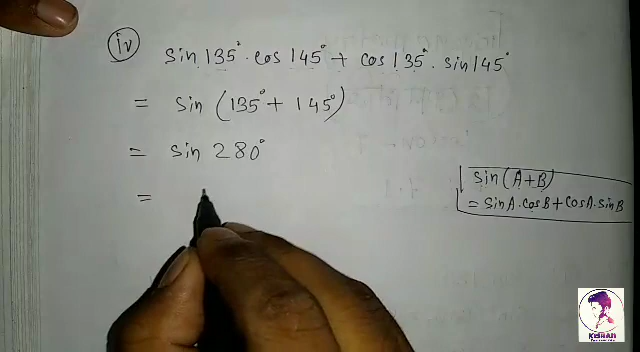 iv) sin 135°. cos 145° + cos 135°. sin 145°
= sin (135° + 145°)
= sin 280°
=
sin (A+B)
= sin A. cos B + cos A. sin B